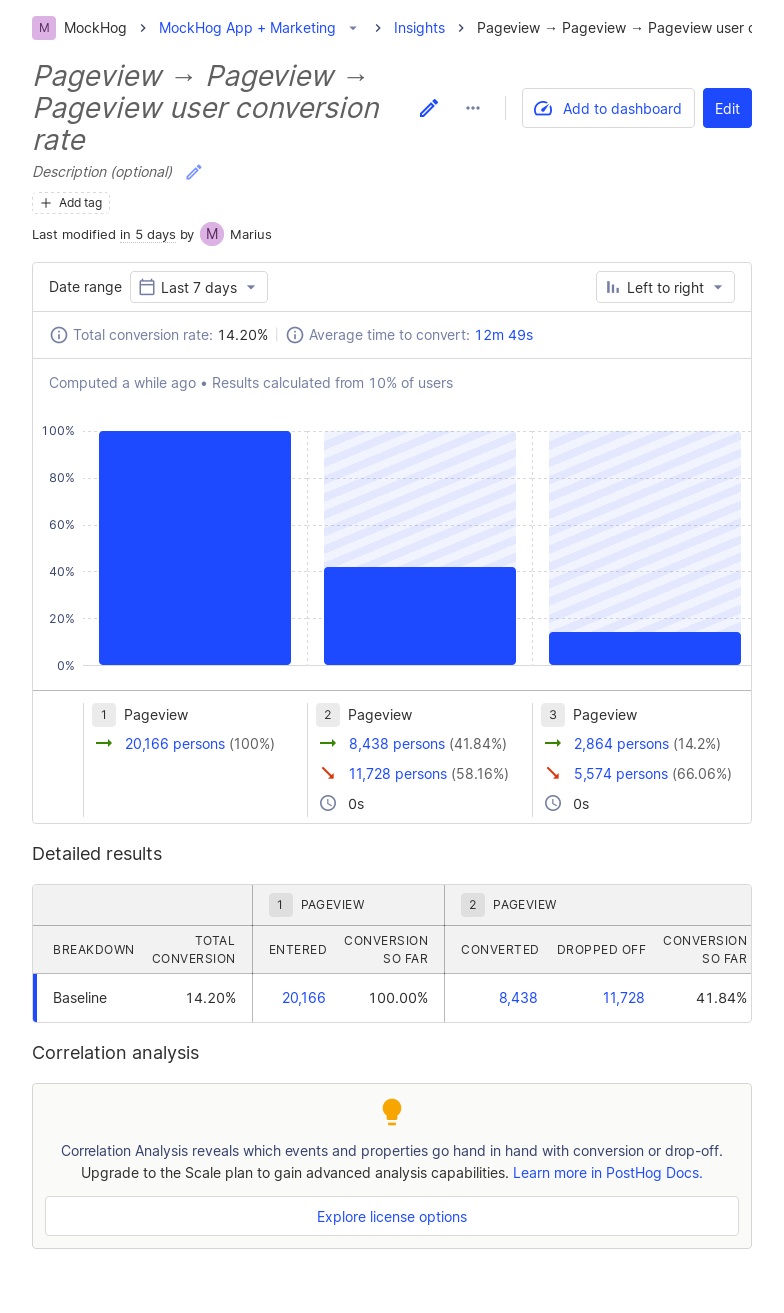 M MockHog > MockHog App + Marketing > Insights > Pageview → Pageview → Pageview user c
Pageview → Pageview →
Pageview user conversion
rate
Add to dashboard
Edit
Description (optional)
+ Add tag
Last modified in 5 days by M Marius
Date range Last 7 days Left to right
Total conversion rate: 14.20% Average time to convert: 12m 49s
Computed a while ago • Results calculated from 10% of users
100%
80%
60%
40%
20%
0%
1 Pageview 2 Pageview 3 Pageview
20,166 persons (100%) 8,438 persons (41.84%) 2,864 persons (14.2%)
11,728 persons (58.16%) 5,574 persons (66.06%)
0s 0s
Detailed results
1 PAGEVIEW 2 PAGEVIEW
BREAKDOWN TOTAL CONVERSION ENTERED CONVERSION SO FAR CONVERTED DROPPED OFF CONVERSION SO FAR
Baseline 14.20% 20,166 100.00% 8,438 11,728 41.84%
Correlation analysis
Correlation Analysis reveals which events and properties go hand in hand with conversion or drop-off.
Upgrade to the Scale plan to gain advanced analysis capabilities. Learn more in PostHog Docs.
Explore license options